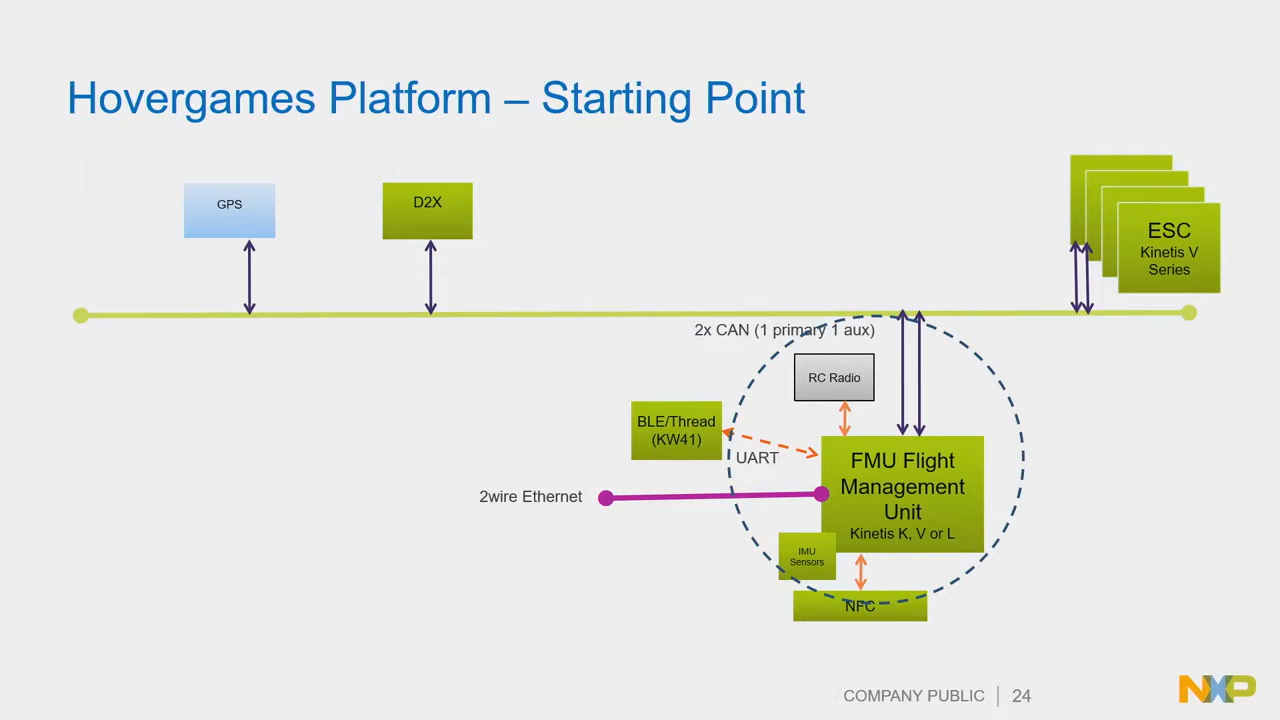 Hovergames Platform – Starting Point
GPS
D2X
ESC
Kinetis V
Series
2x CAN (1 primary 1 aux)
RC Radio
BLE/Thread
(KW41)
UART
FMU Flight
Management
Unit
Kinetis K, V or L
2wire Ethernet
IMU
Sensors
NFC
COMPANY PUBLIC
24
NXP